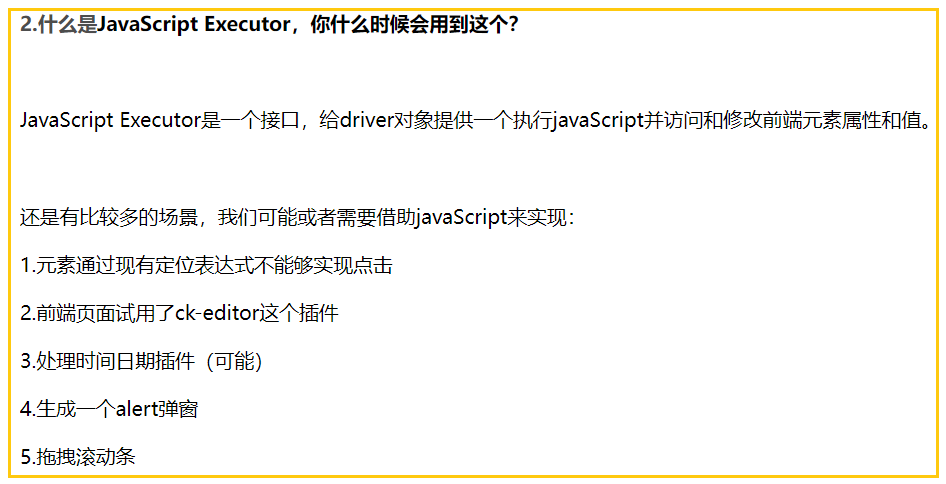 2.什么是JavaScript Executor，你什么时候会用到这个？
JavaScript Executor是一个接口，给driver对象提供一个执行javaScript并访问和修改前端元素属性和值。
还是有比较多的场景，我们可能或者需要借助javaScript来实现：
1.元素通过现有定位表达式不能够实现点击
2.前端页面试用了ck-editor这个插件
3.处理时间日期插件（可能）
4.生成一个alert弹窗
5.拖拽滚动条